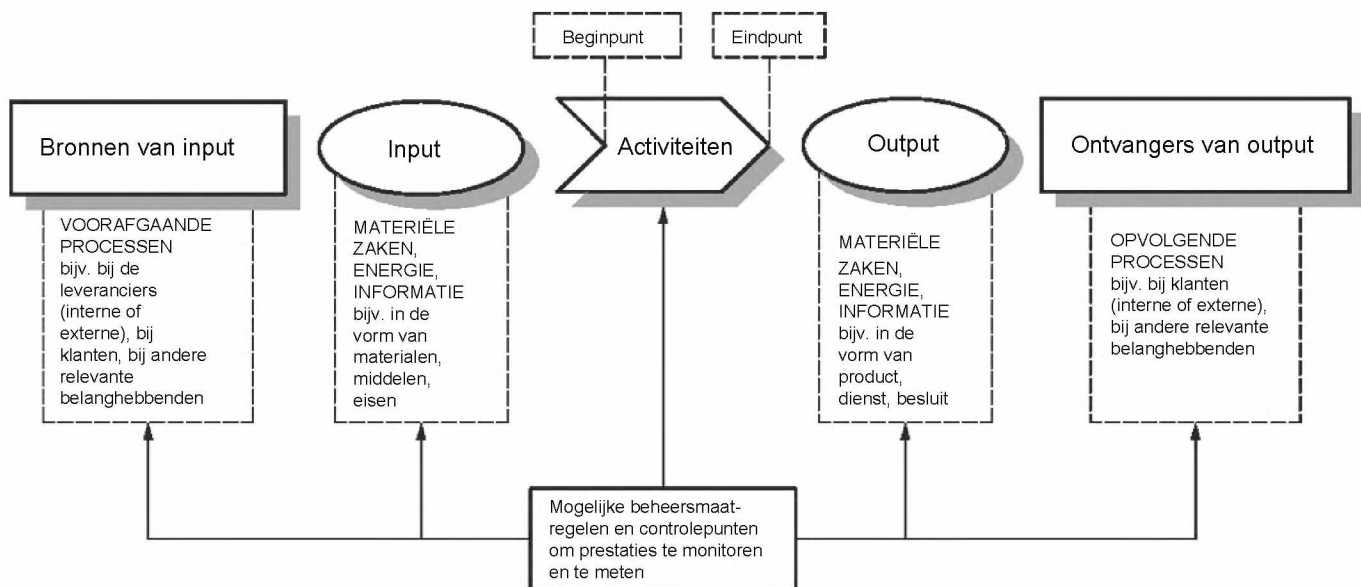 Beginpunt
Eindpunt
Bronnen van input
Input
Activiteiten
Output
Ontvangers van output
VOORAFGAANDE
PROCESSEN
bijv. bij de
leveranciers
(interne of
externe), bij
klanten, bij andere
relevante
belanghebbenden
MATERIËLE
ZAKEN,
ENERGIE,
INFORMATIE
bijv. in de
vorm van
materialen,
middelen,
eisen
MATERIËLE
ZAKEN,
ENERGIE,
INFORMATIE
bijv. in de
vorm van
product,
dienst, besluit
OPVOLGENDE
PROCESSEN
bijv. bij klanten
(interne of externe),
bij andere relevante
belanghebbenden
Mogelijke beheersmaat-
regelen en controlepunten
om prestaties te monitoren
en te meten